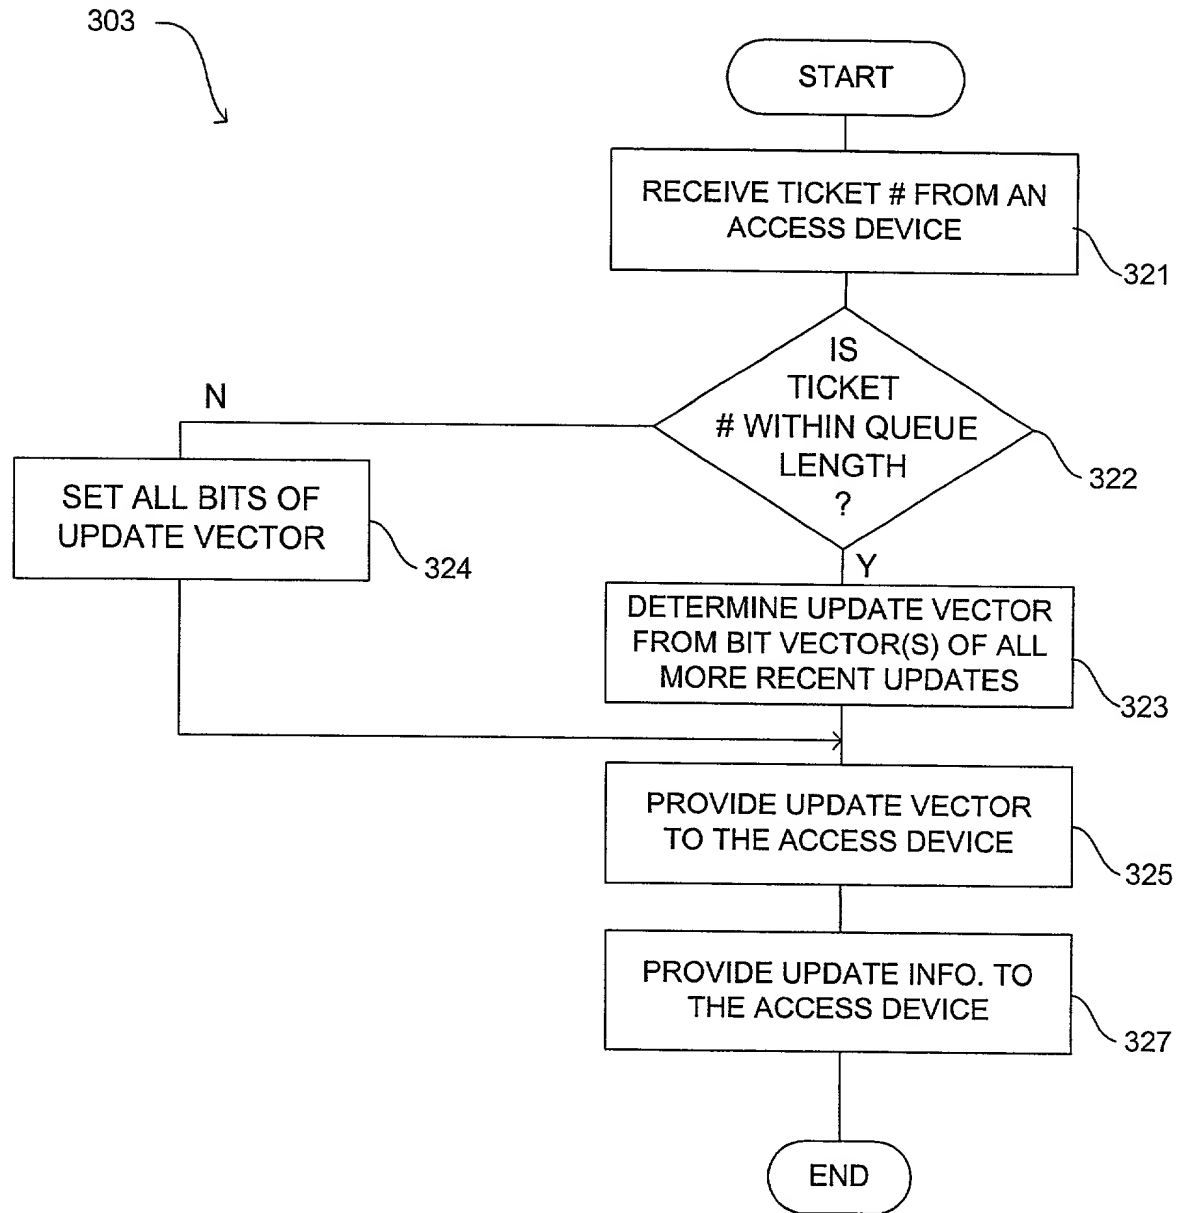 303
START
RECEIVE TICKET # FROM AN
ACCESS DEVICE
321
IS
TICKET
# WITHIN QUEUE
LENGTH
?
322
N
SET ALL BITS OF
UPDATE VECTOR
324
Y
DETERMINE UPDATE VECTOR
FROM BIT VECTOR(S) OF ALL
MORE RECENT UPDATES
323
PROVIDE UPDATE VECTOR
TO THE ACCESS DEVICE
325
PROVIDE UPDATE INFO. TO
THE ACCESS DEVICE
327
END